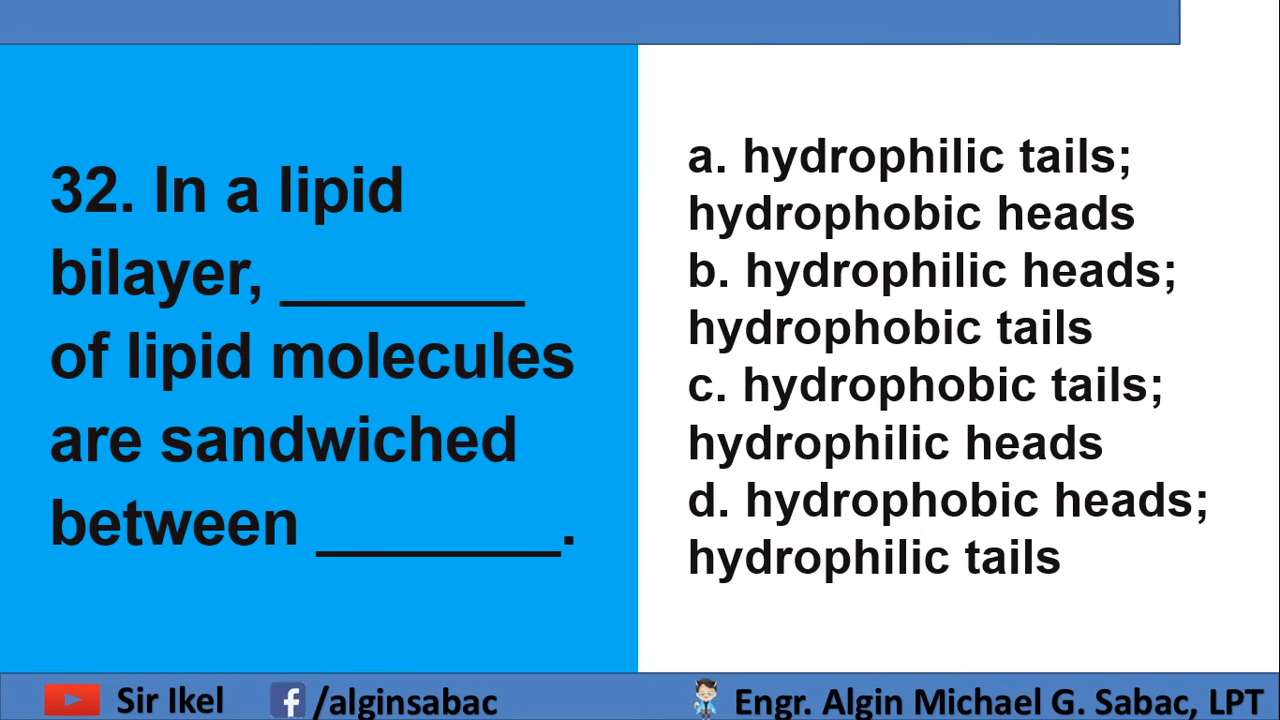 32. In a lipid
bilayer, ________
of lipid molecules
are sandwiched
between ________.
a. hydrophilic tails;
hydrophobic heads
b. hydrophilic heads;
hydrophobic tails
c. hydrophobic tails;
hydrophilic heads
d. hydrophobic heads;
hydrophilic tails
Sir Ikel
f /alginsabac
Engr. Algin Michael G. Sabac, LPT